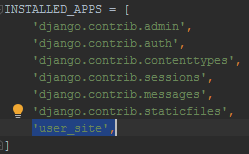 INSTALLED_APPS = [
'django.contrib.admin',
'django.contrib.auth',
'django.contrib.contenttypes',
'django.contrib.sessions',
'django.contrib.messages',
'django.contrib.staticfiles',
'user_site',
]